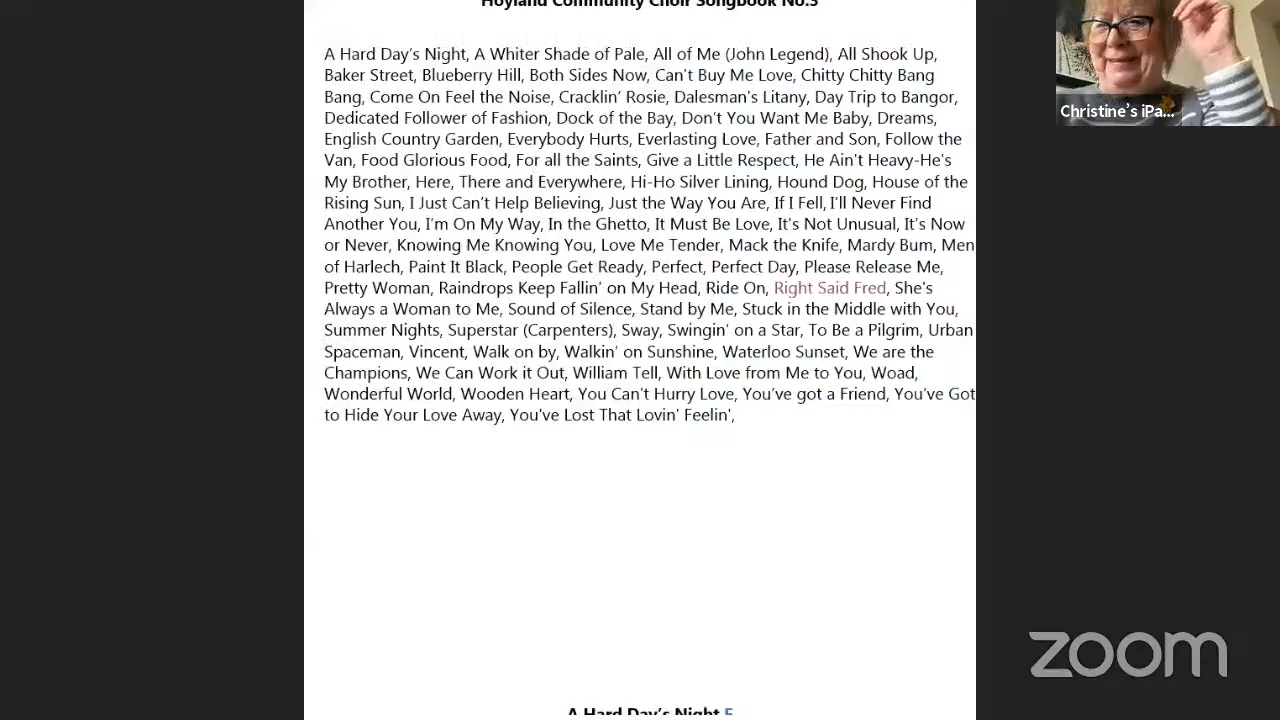 Hoyland Community Choir Songbook No.3
A Hard Day's Night, A Whiter Shade of Pale, All of Me (John Legend), All Shook Up,
Baker Street, Blueberry Hill, Both Sides Now, Can't Buy Me Love, Chitty Chitty Bang
Bang, Come On Feel the Noise, Cracklin' Rosie, Dalesman's Litany, Day Trip to Bangor,
Dedicated Follower of Fashion, Dock of the Bay, Don't You Want Me Baby, Dreams,
English Country Garden, Everybody Hurts, Everlasting Love, Father and Son, Follow the
Van, Food Glorious Food, For all the Saints, Give a Little Respect, He Ain't Heavy-He's
My Brother, Here, There and Everywhere, Hi-Ho Silver Lining, Hound Dog, House of the
Rising Sun, I Just Can't Help Believing, Just the Way You Are, If I Fell, I'll Never Find
Another You, I'm On My Way, In the Ghetto, It Must Be Love, It's Not Unusual, It's Now
or Never, Knowing Me Knowing You, Love Me Tender, Mack the Knife, Mardy Bum, Men
of Harlech, Paint It Black, People Get Ready, Perfect, Perfect Day, Please Release Me,
Pretty Woman, Raindrops Keep Fallin' on My Head, Ride On, Right Said Fred, She's
Always a Woman to Me, Sound of Silence, Stand by Me, Stuck in the Middle with You,
Summer Nights, Superstar (Carpenters), Sway, Swingin' on a Star, To Be a Pilgrim, Urban
Spaceman, Vincent, Walk on by, Walkin' on Sunshine, Waterloo Sunset, We are the
Champions, We Can Work it Out, William Tell, With Love from Me to You, Woad,
Wonderful World, Wooden Heart, You Can't Hurry Love, You've got a Friend, You've Got
to Hide Your Love Away, You've Lost That Lovin' Feelin',
A Hard Day's Night F
Christine's iPa...
zoom